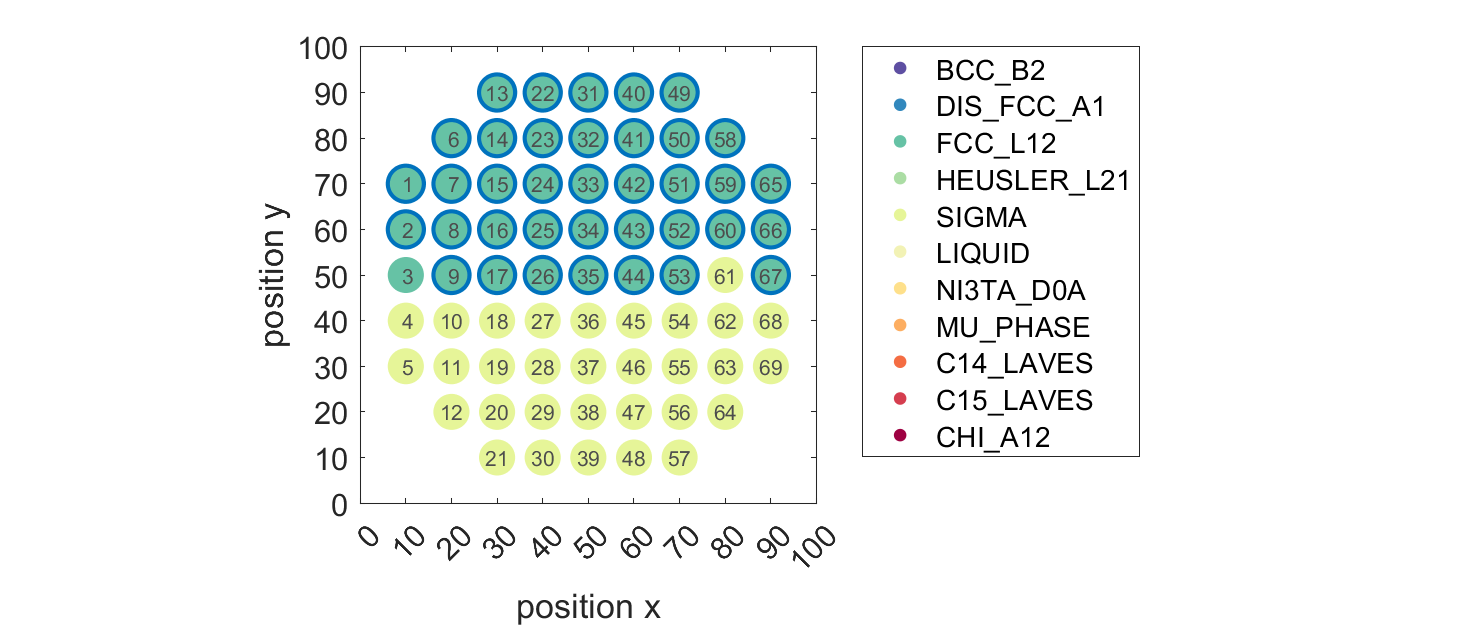 100
90 13 22 31 40 49
80 6 14 23 32 41 50 58
70 1 7 15 24 33 42 51 59 65
60 2 8 16 25 34 43 52 60 66
50 3 9 17 26 35 44 53 61 67
40 4 10 18 27 36 45 54 62 68
30 5 11 19 28 37 46 55 63 69
20 12 20 29 38 47 56 64
10 21 30 39 48 57
0
position y
0 10 20 30 40 50 60 70 80 90 100
position x
BCC_B2
DIS_FCC_A1
FCC_L12
HEUSLER_L21
SIGMA
LIQUID
NI3TA_D0A
MU_PHASE
C14_LAVES
C15_LAVES
CHI_A12